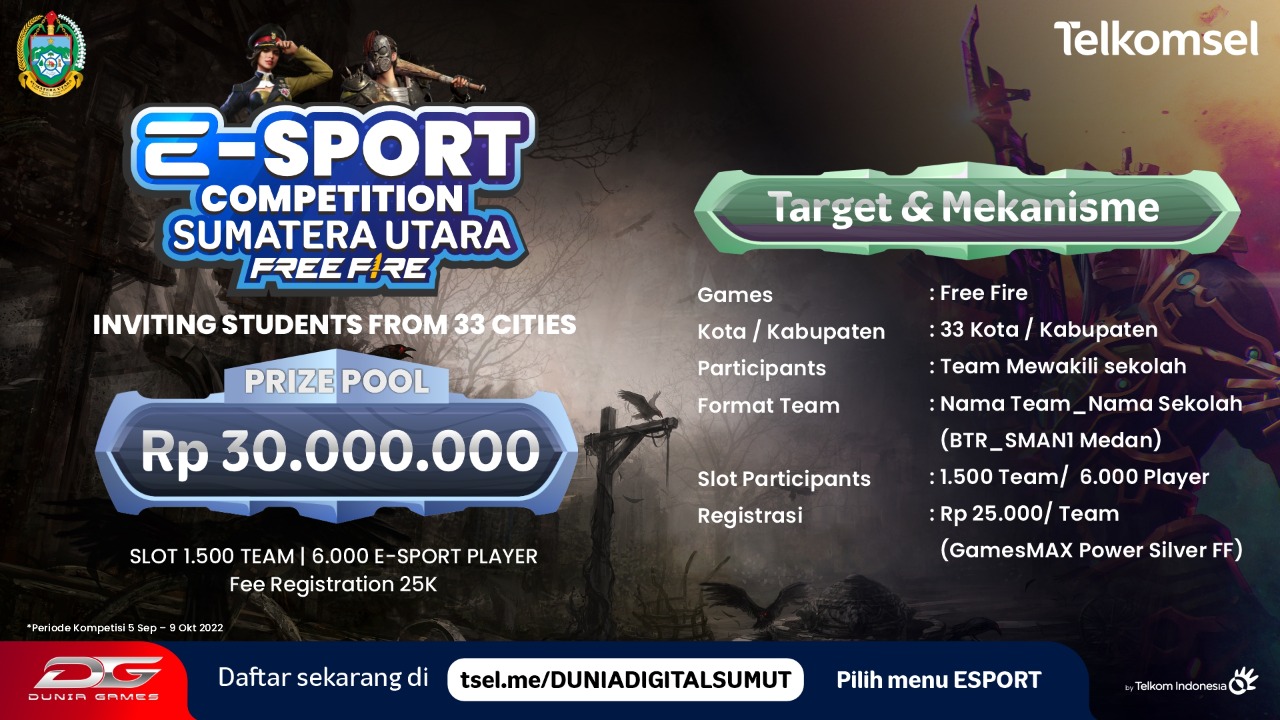 SUMATERA UTARA
Telkomsel
E-SPORT
COMPETITION
SUMATERA UTARA
FREE FIRE
INVITING STUDENTS FROM 33 CITIES
PRIZE POOL
Rp 30.000.000
SLOT 1.500 TEAM | 6.000 E-SPORT PLAYER
Fee Registration 25K
*Periode Kompetisi 5 Sep – 9 Okt 2022
Target & Mekanisme
Games : Free Fire
Kota / Kabupaten : 33 Kota / Kabupaten
Participants : Team Mewakili sekolah
Format Team : Nama Team_Nama Sekolah
(BTR_SMAN1 Medan)
Slot Participants : 1.500 Team/ 6.000 Player
Registrasi : Rp 25.000/ Team
(GamesMAX Power Silver FF)
DG
DUNIA GAMES
Daftar sekarang di tsel.me/DUNIADIGITALSUMUT Pilih menu ESPORT
by Telkom Indonesia